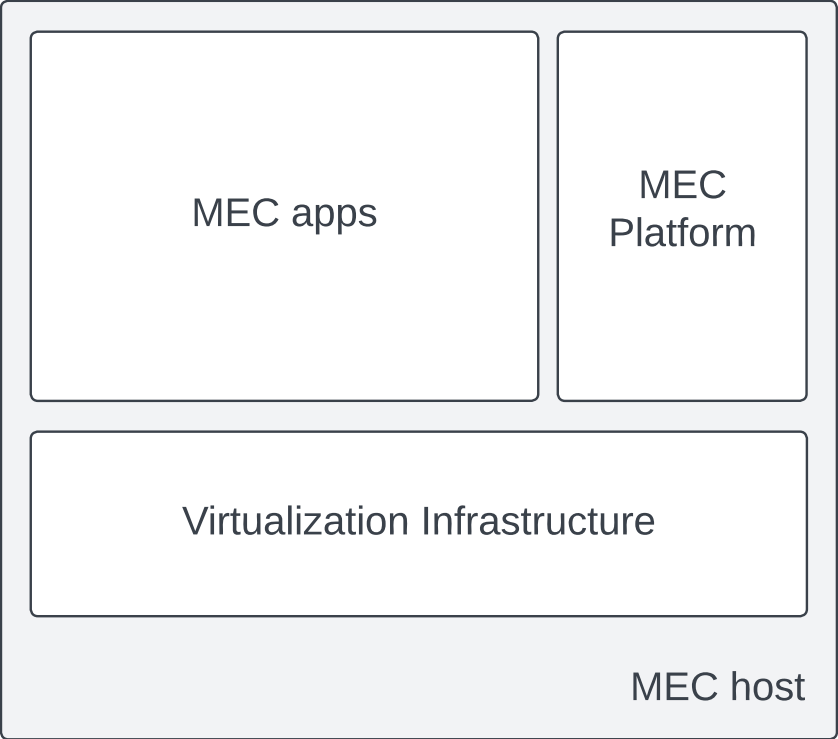 MEC apps
MEC
Platform
Virtualization Infrastructure
MEC host